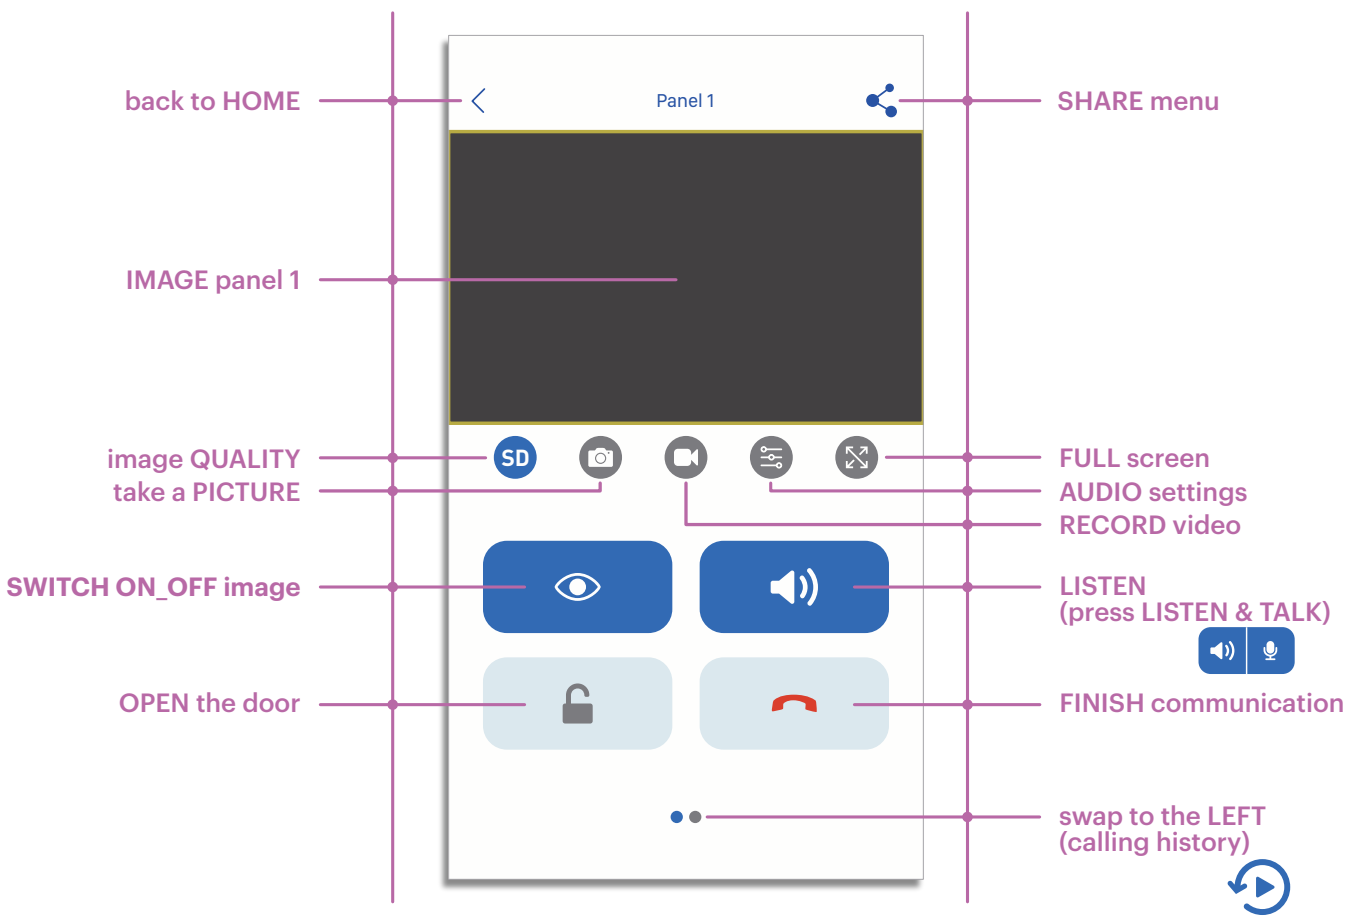 back to HOME
Panel 1
SHARE menu
IMAGE panel 1
SD
image QUALITY
take a PICTURE
FULL screen
AUDIO settings
RECORD video
SWITCH ON_OFF image
LISTEN
(press LISTEN & TALK)
OPEN the door
FINISH communication
swap to the LEFT
(calling history)